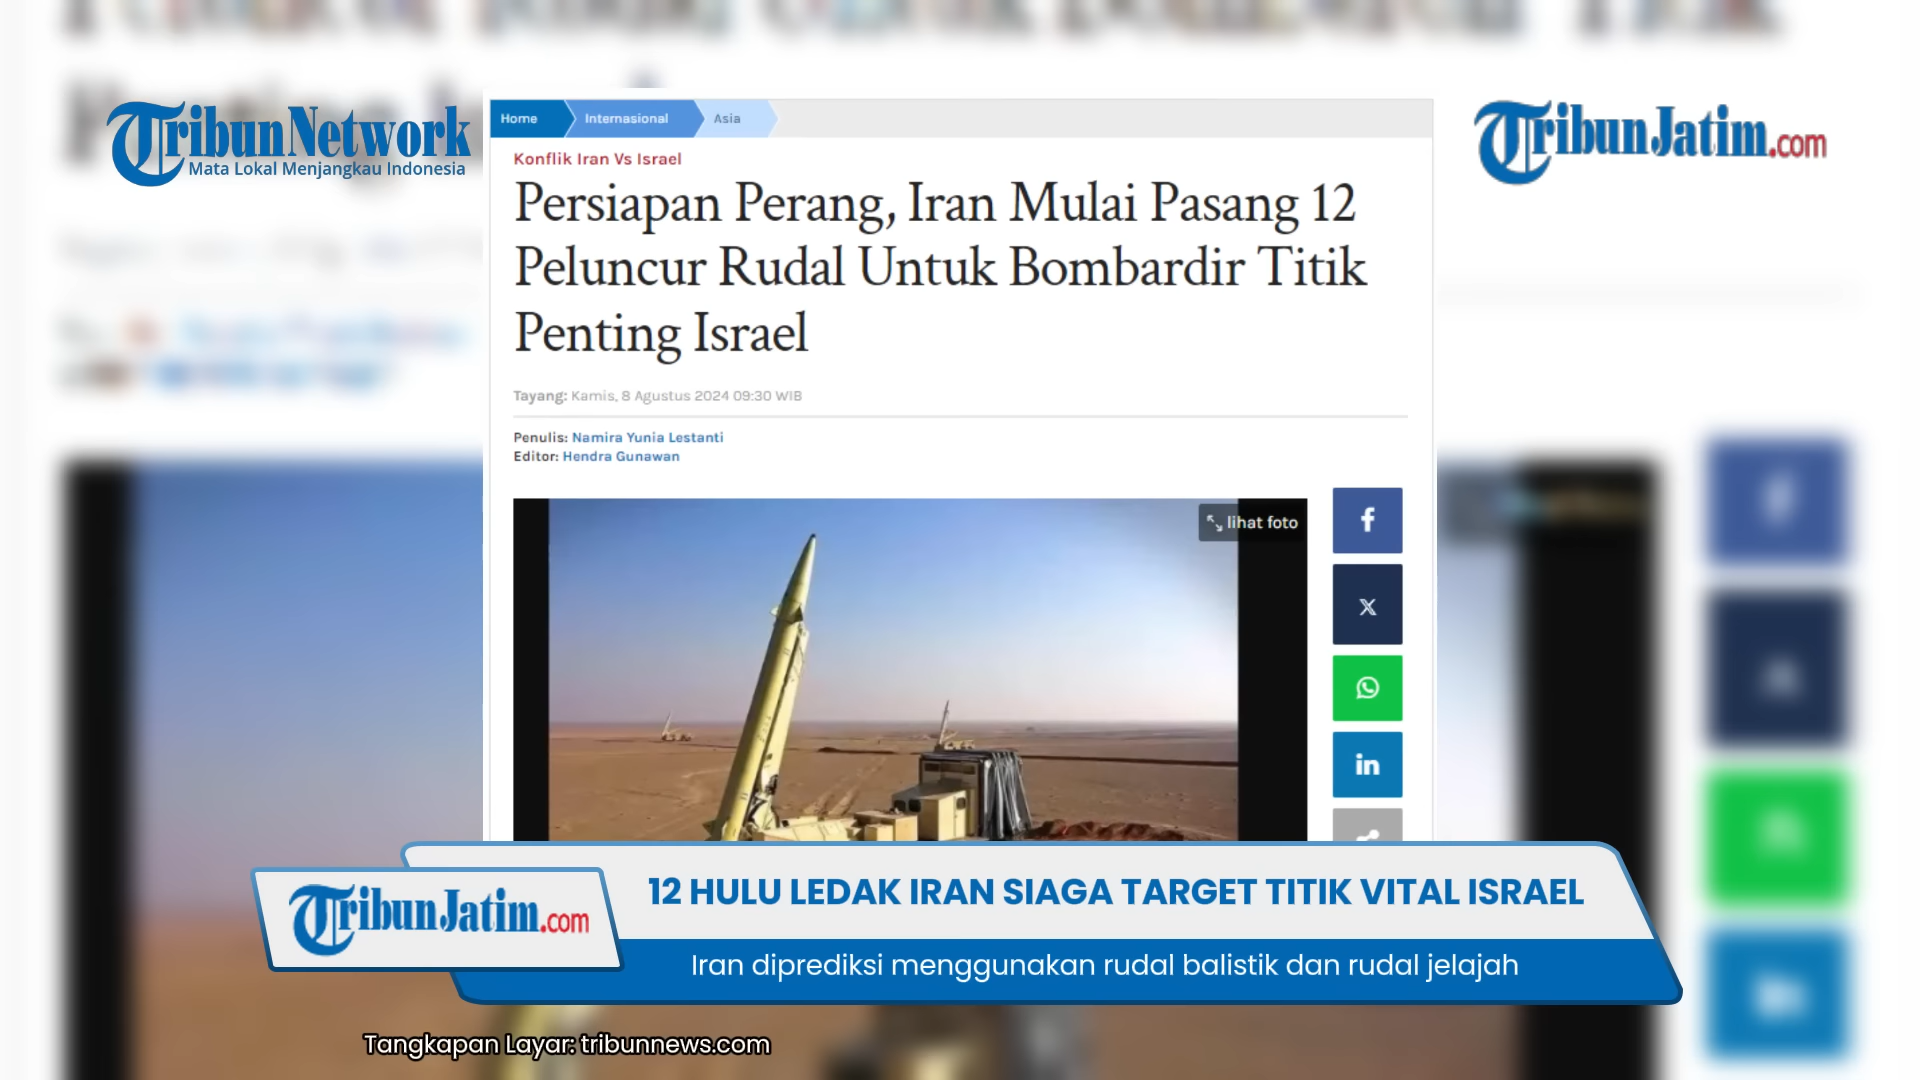 TribunNetwork
Mata Lokal Menjangkau Indonesia
TribunJatim.com
Home Internasional Asia
Konflik Iran Vs Israel
Persiapan Perang, Iran Mulai Pasang 12
Peluncur Rudal Untuk Bombardir Titik
Penting Israel
Tayang: Kamis, 8 Agustus 2024 09:30 WIB
Penulis: Namira Yunia Lestanti
Editor: Hendra Gunawan
lihat foto
TribunJatim.com
12 HULU LEDAK IRAN SIAGA TARGET TITIK VITAL ISRAEL
Iran diprediksi menggunakan rudal balistik dan rudal jelajah
Tangkapan Layar: tribunnews.com